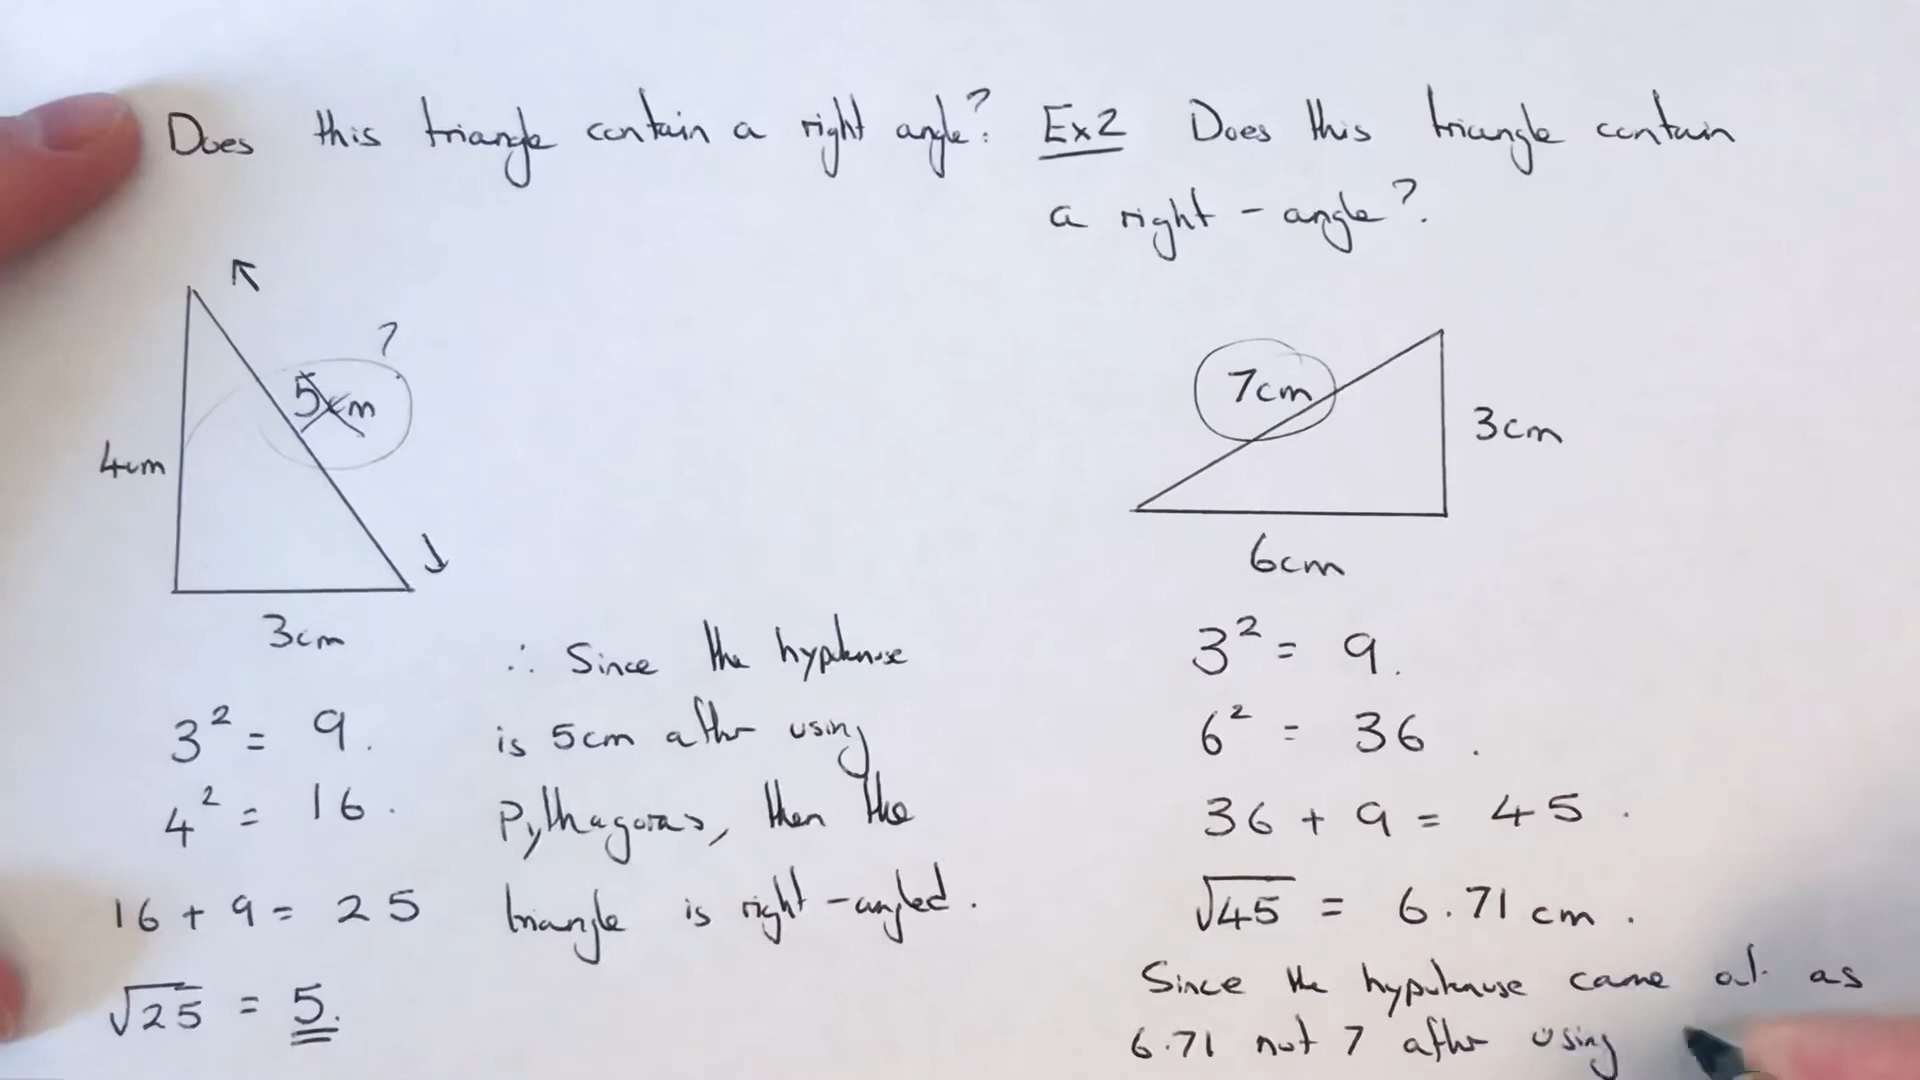 Does this triangle contain a right angle?
4cm
5cm
?
3cm
3² = 9.
4² = 16.
16 + 9 = 25
√25 = 5.
∴ Since the hypotenuse
is 5cm after using
Pythagoras, then the
triangle is right-angled.
Ex2 Does this triangle contain
a right-angle?
7cm
3cm
6cm
3² = 9.
6² = 36.
36 + 9 = 45.
√45 = 6.71 cm.
Since the hypotenuse came out as
6.71 not 7 after using